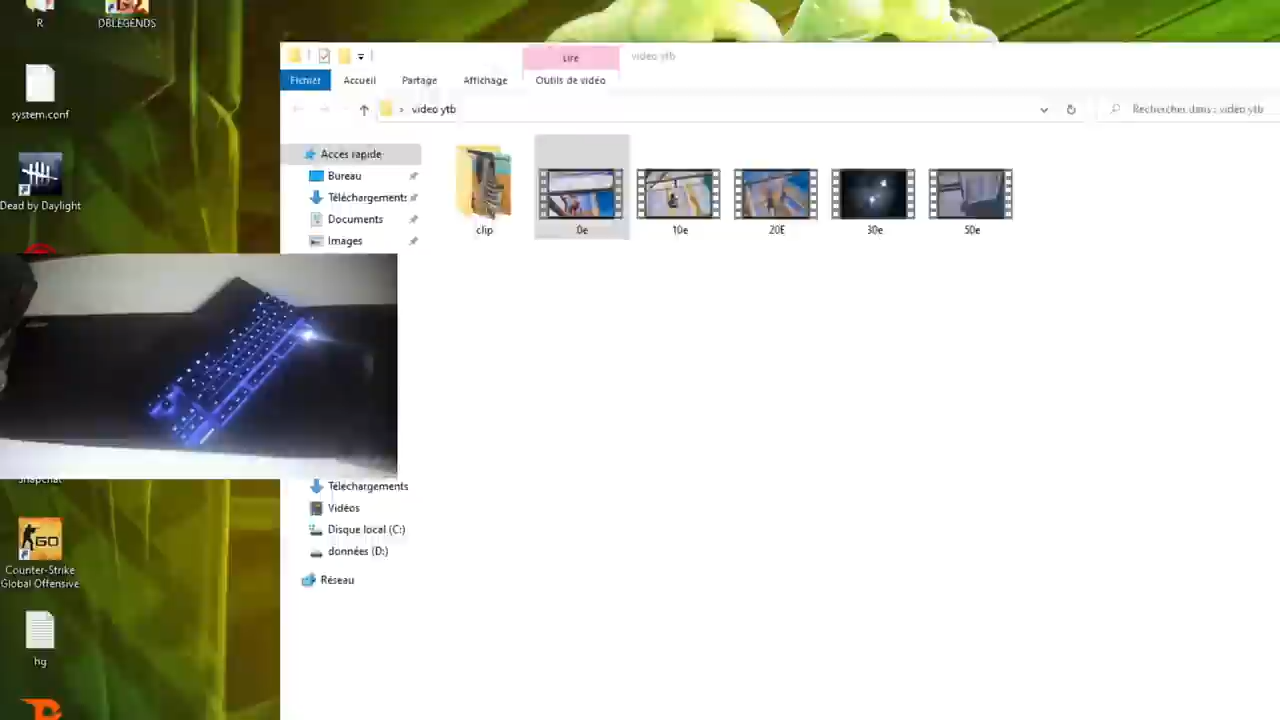 R
DBLEGENDS
system.conf
Dead by Daylight
Counter-Strike
Global Offensive
GO
hg
Lire
video ytb
Fichier
Accueil
Partage
Affichage
Outils de vidéo
> video ytb
Rechercher dans : video ytb
Accès rapide
Bureau
Téléchargements
Documents
Images
clip
0e
10e
20E
30e
50e
Téléchargements
Vidéos
Disque local (C:)
données (D:)
Réseau